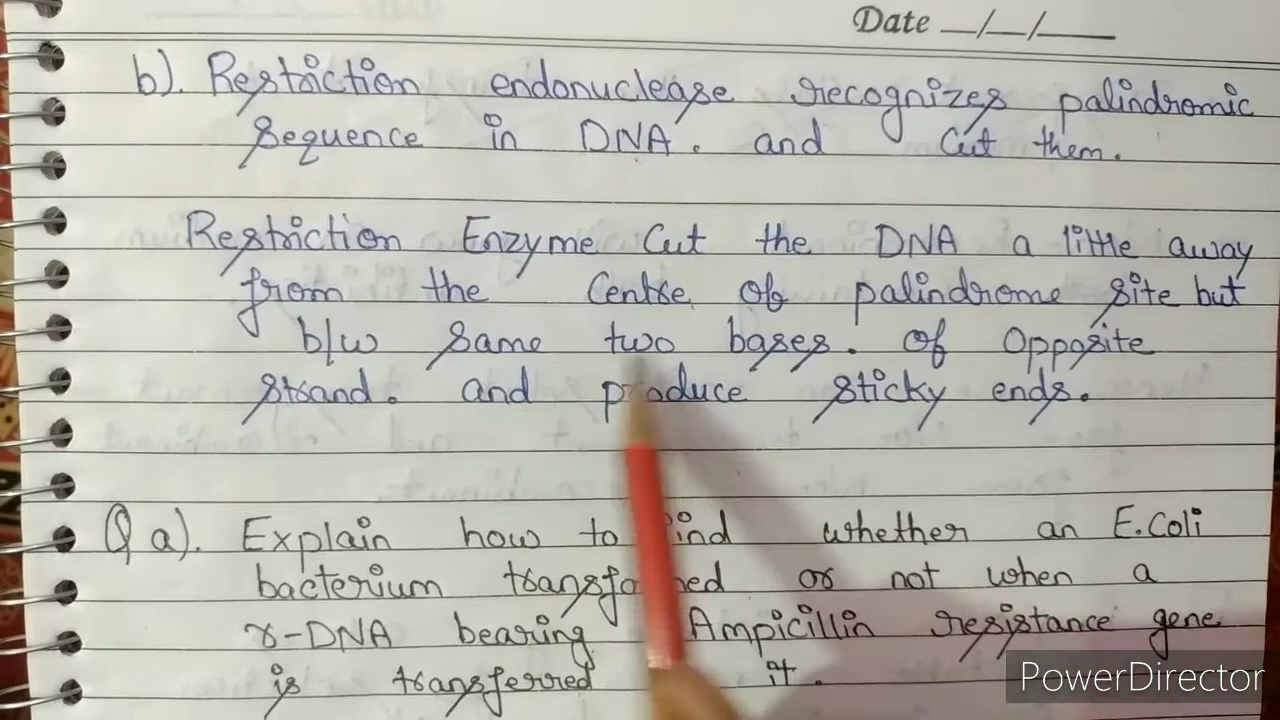 Date __/__/____
b). Restriction endonuclease recognizes palindromic
sequence in DNA. and cut them.
Restriction Enzyme cut the DNA a little away
from the centre of palindrome site but
b/w same two bases. of opposite
strand. and produce sticky ends.
Q a). Explain how to find whether an E.Coli
bacterium transformed or not when a
r-DNA bearing Ampicillin resistance gene
is transferred it.
PowerDirector